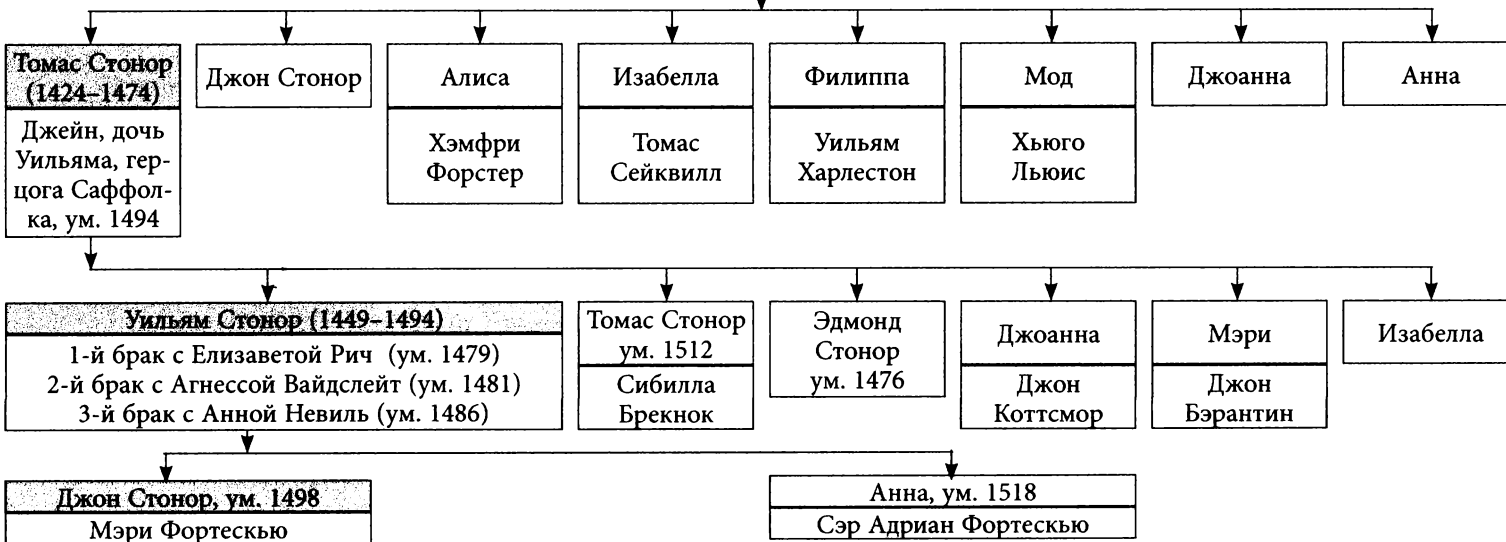 Томас Стонор
(1424–1474)
Джейн, дочь
Уильяма, гер-
цога Саффол-
ка, ум. 1494
Джон Стонор
Алиса
Хэмфри
Форстер
Изабелла
Томас
Сейквилл
Филиппа
Уильям
Харлестон
Мод
Хьюго
Льюис
Джоанна
Анна
Уильям Стонор (1449–1494)
1-й брак с Елизаветой Рич (ум. 1479)
2-й брак с Агнессой Вайдслейт (ум. 1481)
3-й брак с Анной Невиль (ум. 1486)
Томас Стонор
ум. 1512
Сибилла
Брекнок
Эдмонд
Стонор
ум. 1476
Джоанна
Джон
Коттсмор
Мэри
Джон
Бэрантин
Изабелла
Джон Стонор, ум. 1498
Мэри Фортескью
Анна, ум. 1518
Сэр Адриан Фортескью